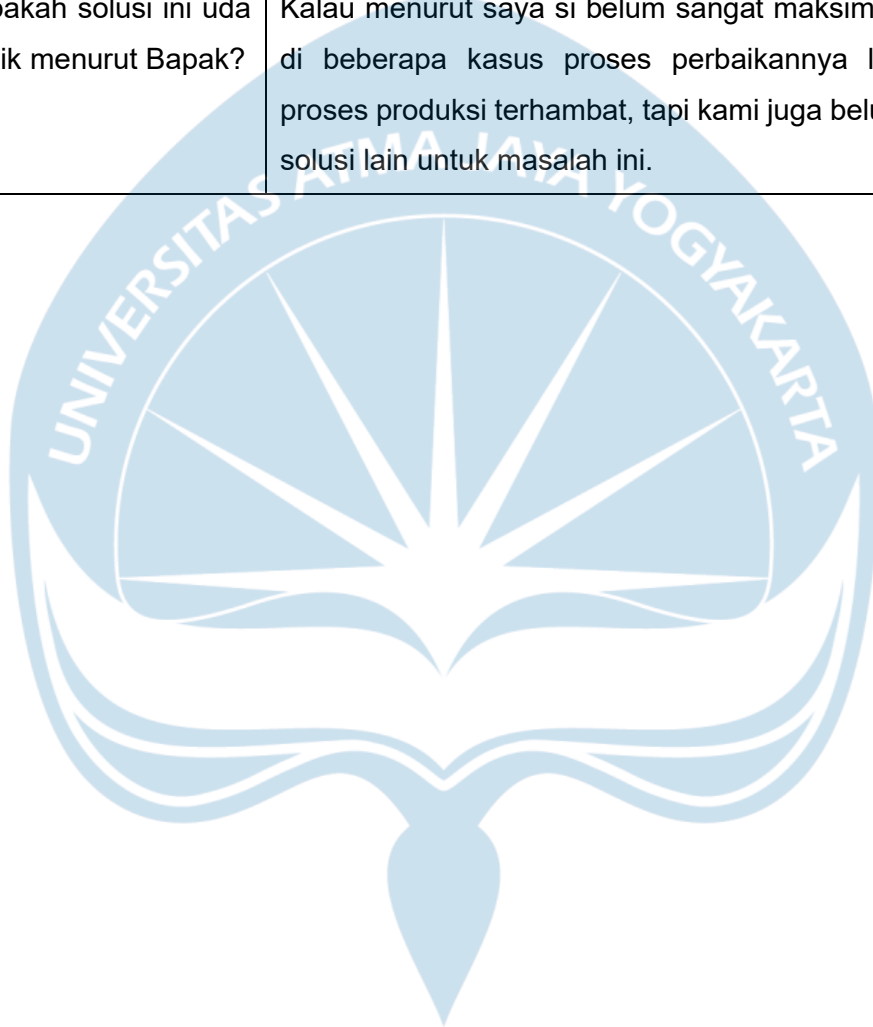 pakah solusi ini uda
ik menurut Bapak?
Kalau menurut saya si belum sangat maksim
di beberapa kasus proses perbaikannya l
proses produksi terhambat, tapi kami juga belu
solusi lain untuk masalah ini.
UNIVERSITAS ATMA JAYA YOGYAKARTA